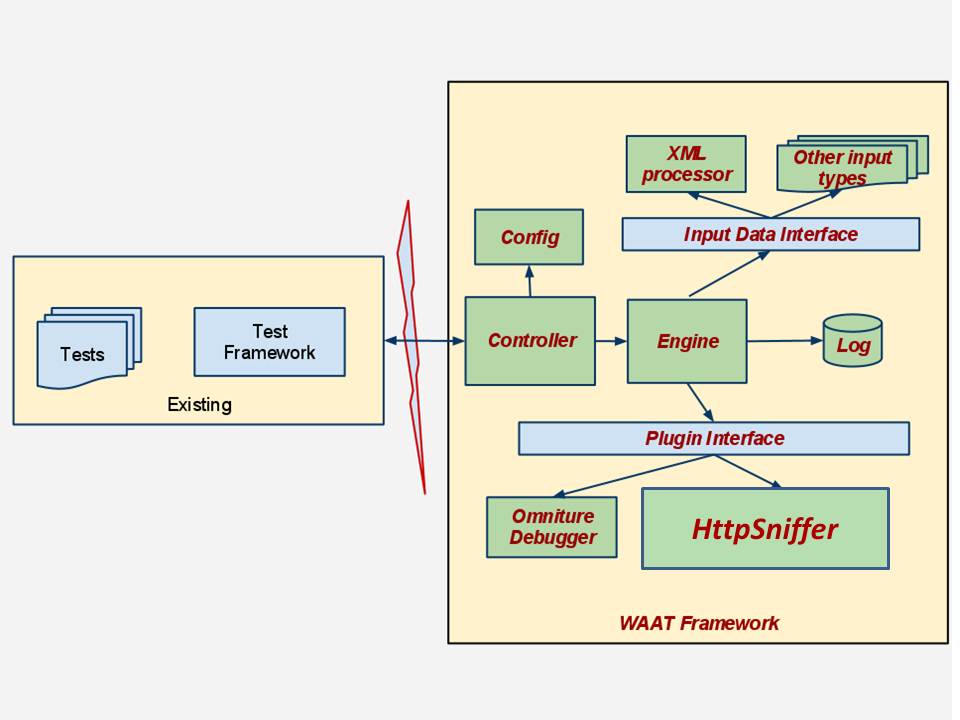 XML
processor
Other input
types
Config
Input Data Interface
Tests
Test
Framework
Existing
Controller
Engine
Log
Plugin Interface
Omniture
Debugger
HttpSniffer
WAAT Framework